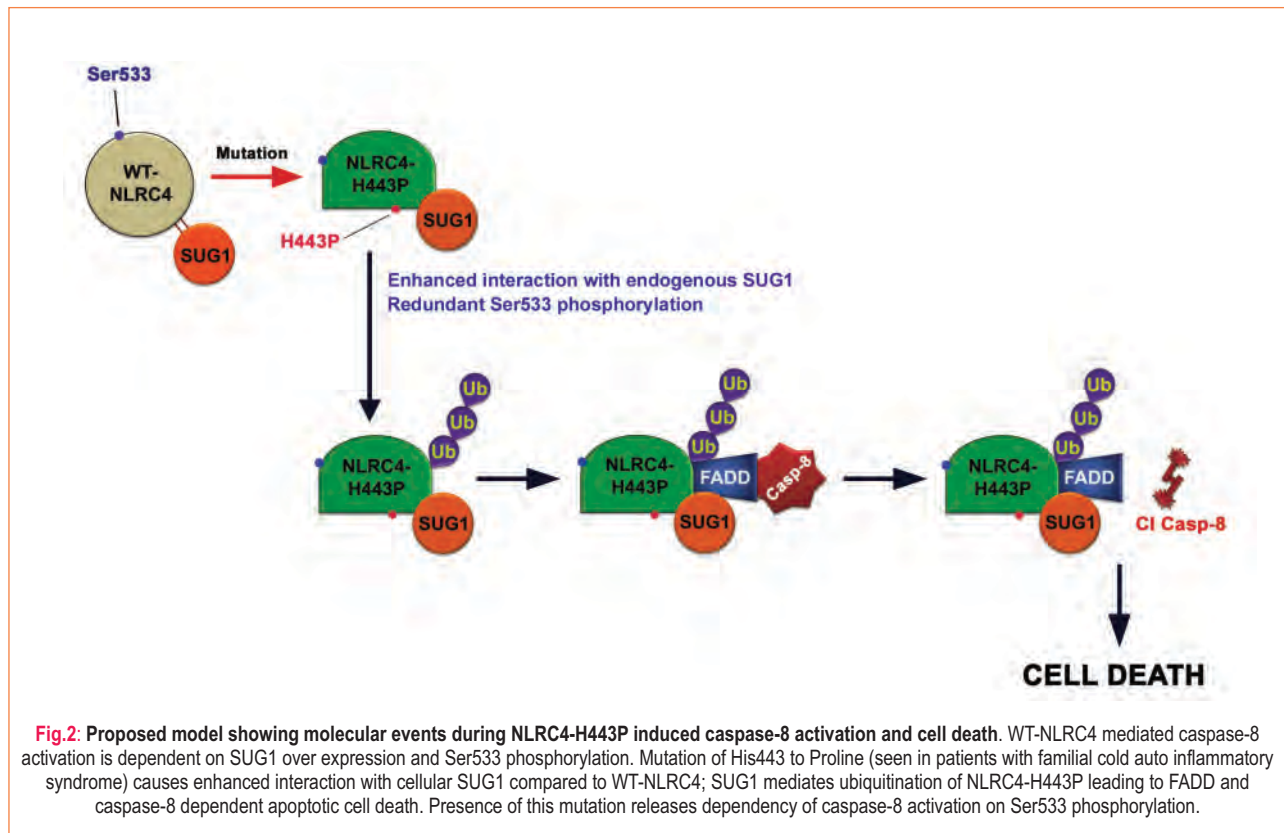 Ser533
WT-
NLRC4
SUG1
Mutation
NLRC4-
H443P
SUG1
H443P
Enhanced interaction with endogenous SUG1
Redundant Ser533 phosphorylation
Ub
Ub
Ub
NLRC4-
H443P
SUG1
Ub
Ub
Ub
NLRC4-
H443P
FADD
Casp-8
SUG1
Ub
Ub
Ub
NLRC4-
H443P
FADD
SUG1
Cl Casp-8
CELL DEATH
Fig.2: Proposed model showing molecular events during NLRC4-H443P induced caspase-8 activation and cell death. WT-NLRC4 mediated caspase-8
activation is dependent on SUG1 over expression and Ser533 phosphorylation. Mutation of His443 to Proline (seen in patients with familial cold auto inflammatory
syndrome) causes enhanced interaction with cellular SUG1 compared to WT-NLRC4; SUG1 mediates ubiquitination of NLRC4-H443P leading to FADD and
caspase-8 dependent apoptotic cell death. Presence of this mutation releases dependency of caspase-8 activation on Ser533 phosphorylation.